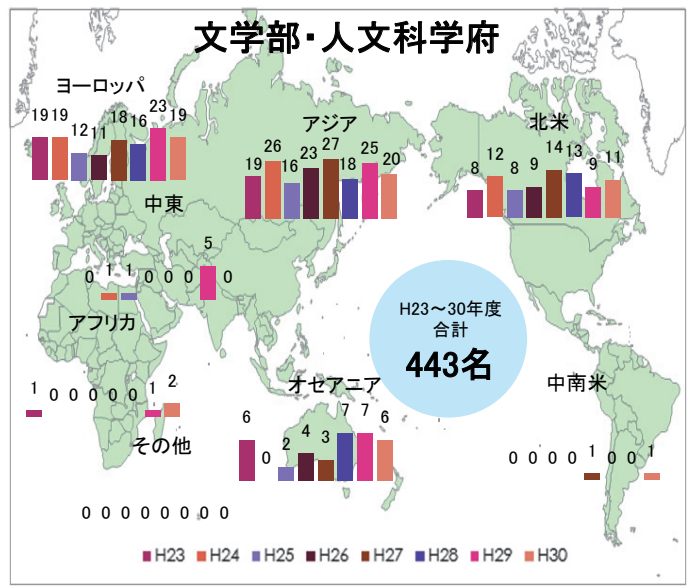 文学部・人文科学府
ヨーロッパ
19 19 12 11 18 16 23 19
アジア
19 26 16 23 27 18 25 20
北米
8 12 8 9 14 13 9 11
中東
0 1 1 0 0 0 5 0
アフリカ
1 0 0 0 0 0 1 2
H23～30年度
合計
443名
オセアニア
6 0 2 4 3 7 7 6
中南米
0 0 0 0 1 0 0 1
その他
0 0 0 0 0 0 0 0
H23 H24 H25 H26 H27 H28 H29 H30